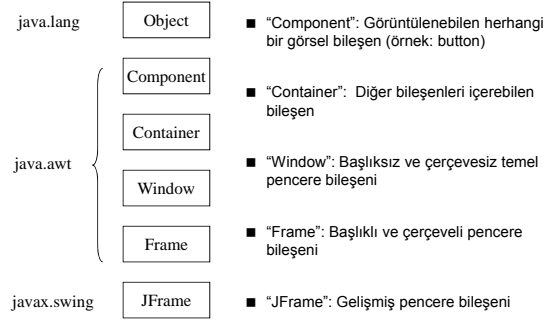 java.lang
Object
Component
Container
java.awt
Window
Frame
javax.swing
JFrame
■ “Component”: Görüntülenebilen herhangi
bir görsel bileşen (örnek: button)
■ “Container”: Diğer bileşenleri içerebilen
bileşen
■ “Window”: Başlıksız ve çerçevesiz temel
pencere bileşeni
■ “Frame”: Başlıklı ve çerçeveli pencere
bileşeni
■ “JFrame”: Gelişmiş pencere bileşeni